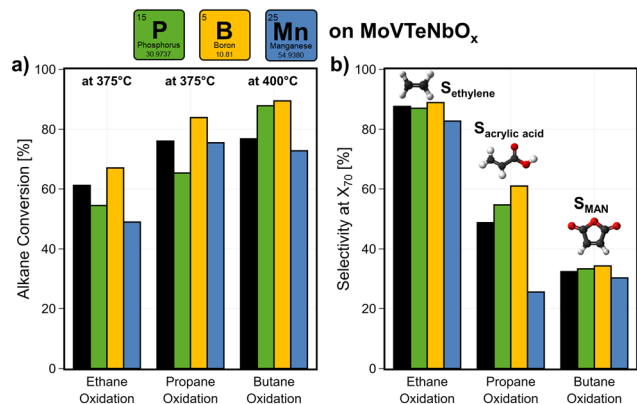 15
P
Phosphorus
30.9737
5
B
Boron
10.81
25
Mn
Manganese
54.9380
on MoVTeNbOx
a)
at 375°C
at 375°C
at 400°C
Alkane Conversion [%]
100
80
60
40
20
0
Ethane
Oxidation
Propane
Oxidation
Butane
Oxidation
b)
Sethylene
Sacrylic acid
SMAN
Selectivity at X70 [%]
100
80
60
40
20
0
Ethane
Oxidation
Propane
Oxidation
Butane
Oxidation